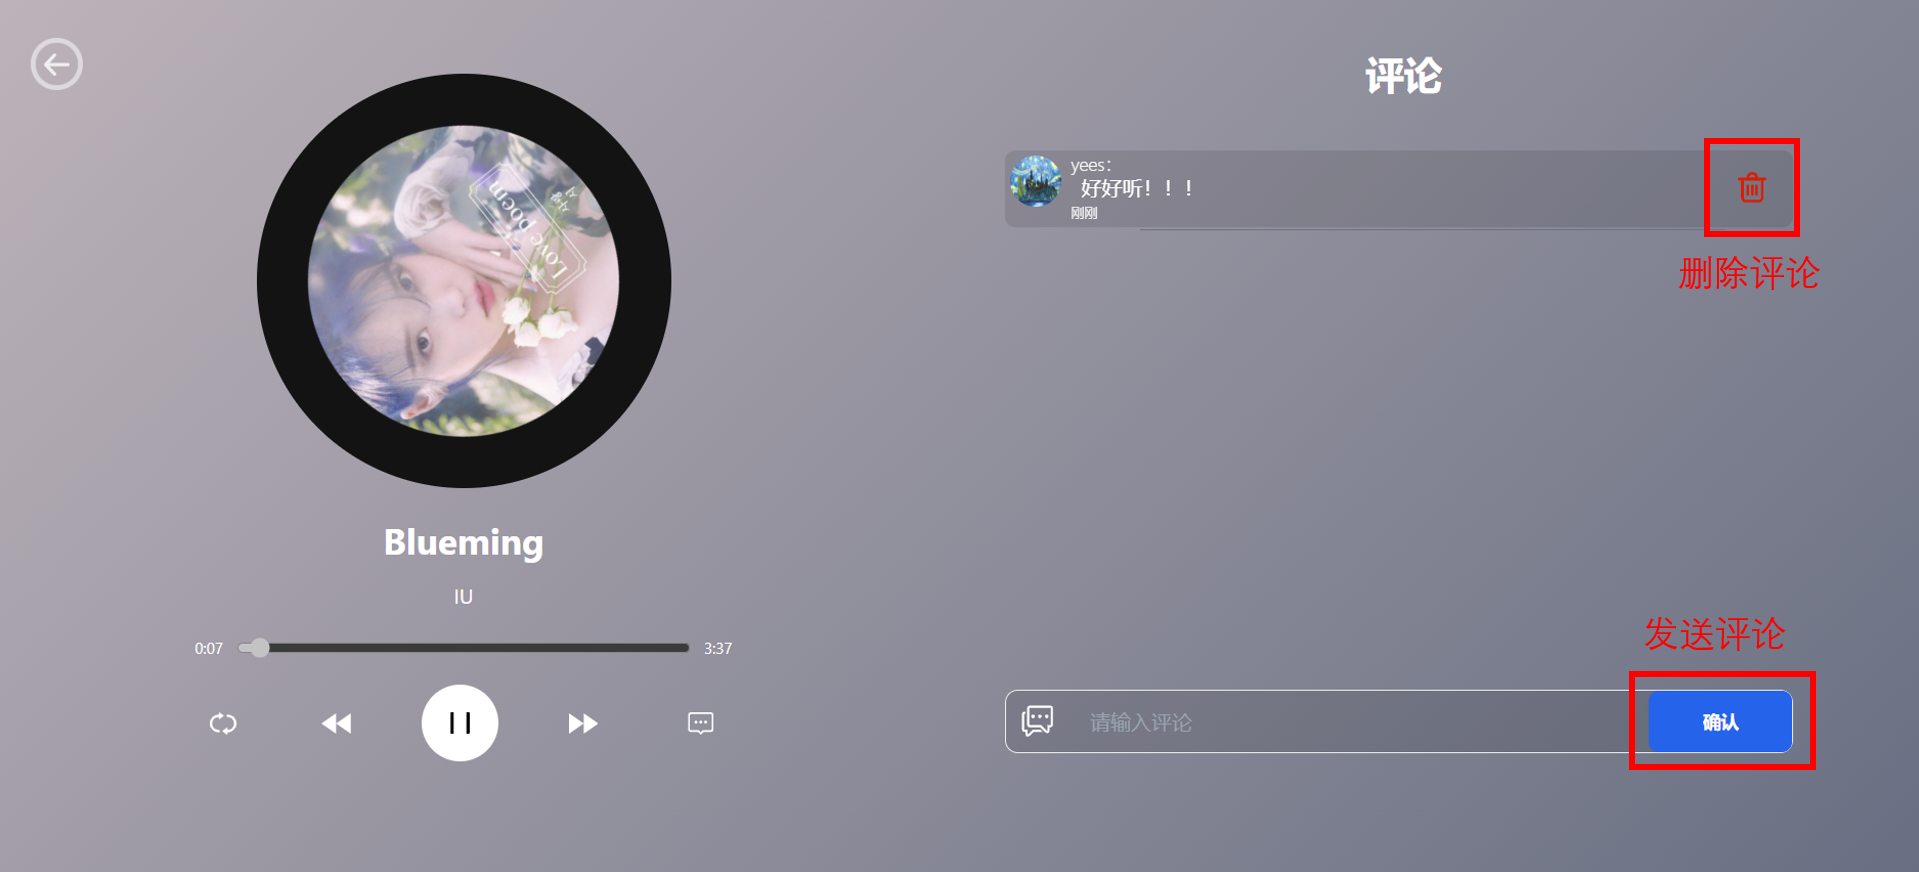 Love poem
Blueming
IU
0:07
3:37
评论
yees：
好好听！！！
刚刚
删除评论
发送评论
请输入评论
确认